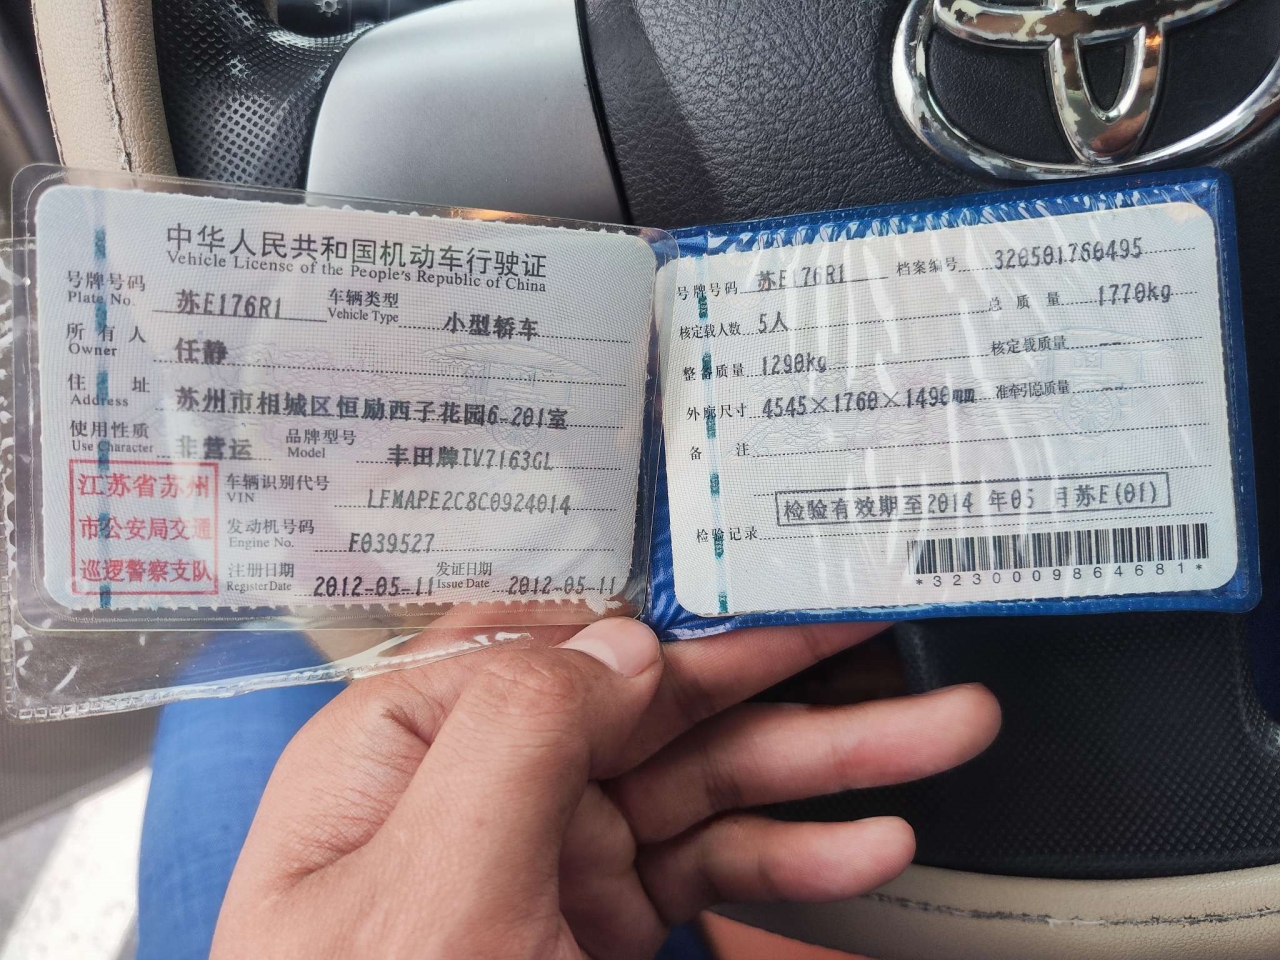 中华人民共和国机动车行驶证
Vehicle License of the People's Republic of China
号牌号码 苏E176R1 车辆类型 小型轿车
Plate No. Vehicle Type
所有人 任静
Owner
住址 苏州市相城区恒励西子花园6-201室
Address
使用性质 非营运 品牌型号 丰田牌TV7163GL
Use Character Model
江苏省苏州
市公安局交通
巡逻警察支队
车辆识别代号 LFMAPE2C8C0924014
VIN
发动机号码 F039527
Engine No.
注册日期 2012-05-11 发证日期 2012-05-11
Register Date Issue Date
号牌号码 苏E176R1 档案编号 320501760495
核定载人数 5人 总质量 1770kg
整备质量 1290kg 核定载质量 --
外廓尺寸 4545×1760×1490mm 准牵引总质量 --
备注
检验有效期至2014年05月苏E(01)
检验记录
*3230009864681*